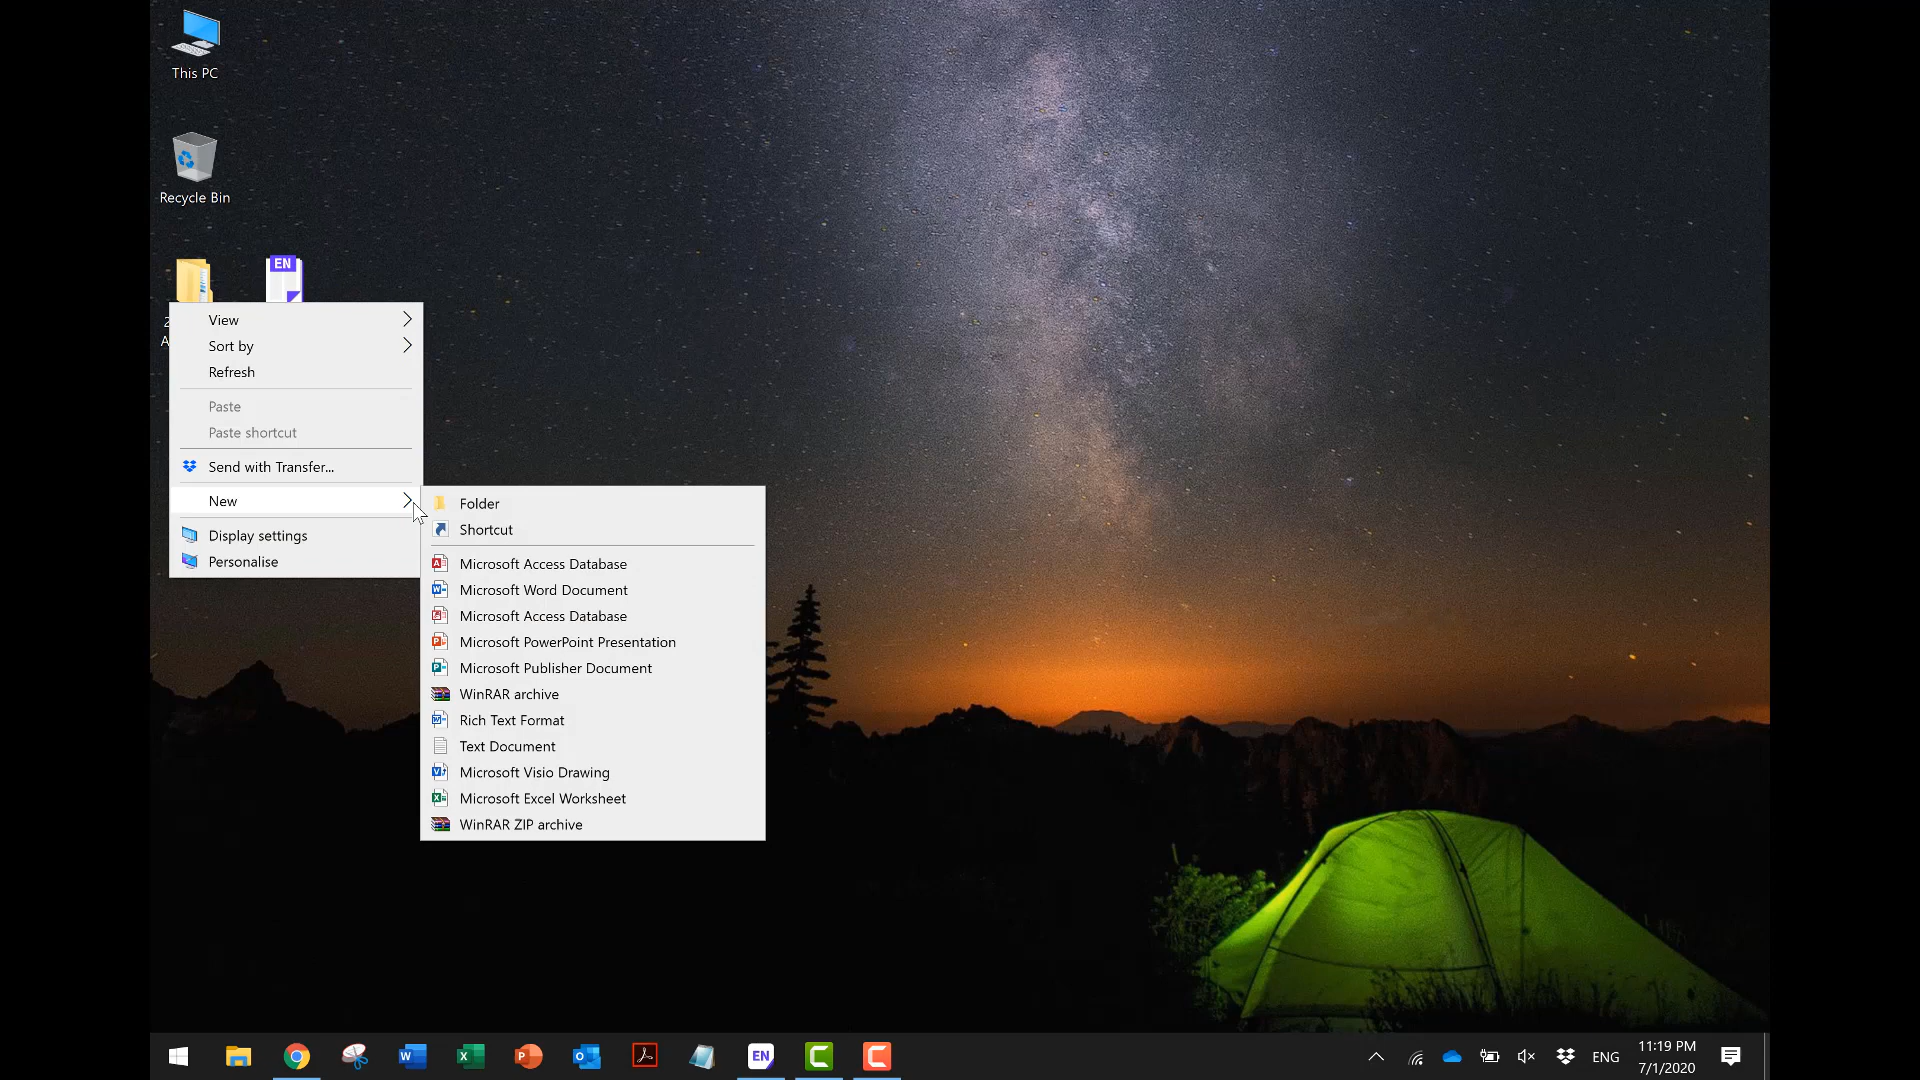 This PC
Recycle Bin
EN
2
A
View
Sort by
Refresh
Paste
Paste shortcut
Send with Transfer...
New
Display settings
Personalise
Folder
Shortcut
Microsoft Access Database
Microsoft Word Document
Microsoft Access Database
Microsoft PowerPoint Presentation
Microsoft Publisher Document
WinRAR archive
Rich Text Format
Text Document
Microsoft Visio Drawing
Microsoft Excel Worksheet
WinRAR ZIP archive
EN
ENG
11:19 PM
7/1/2020